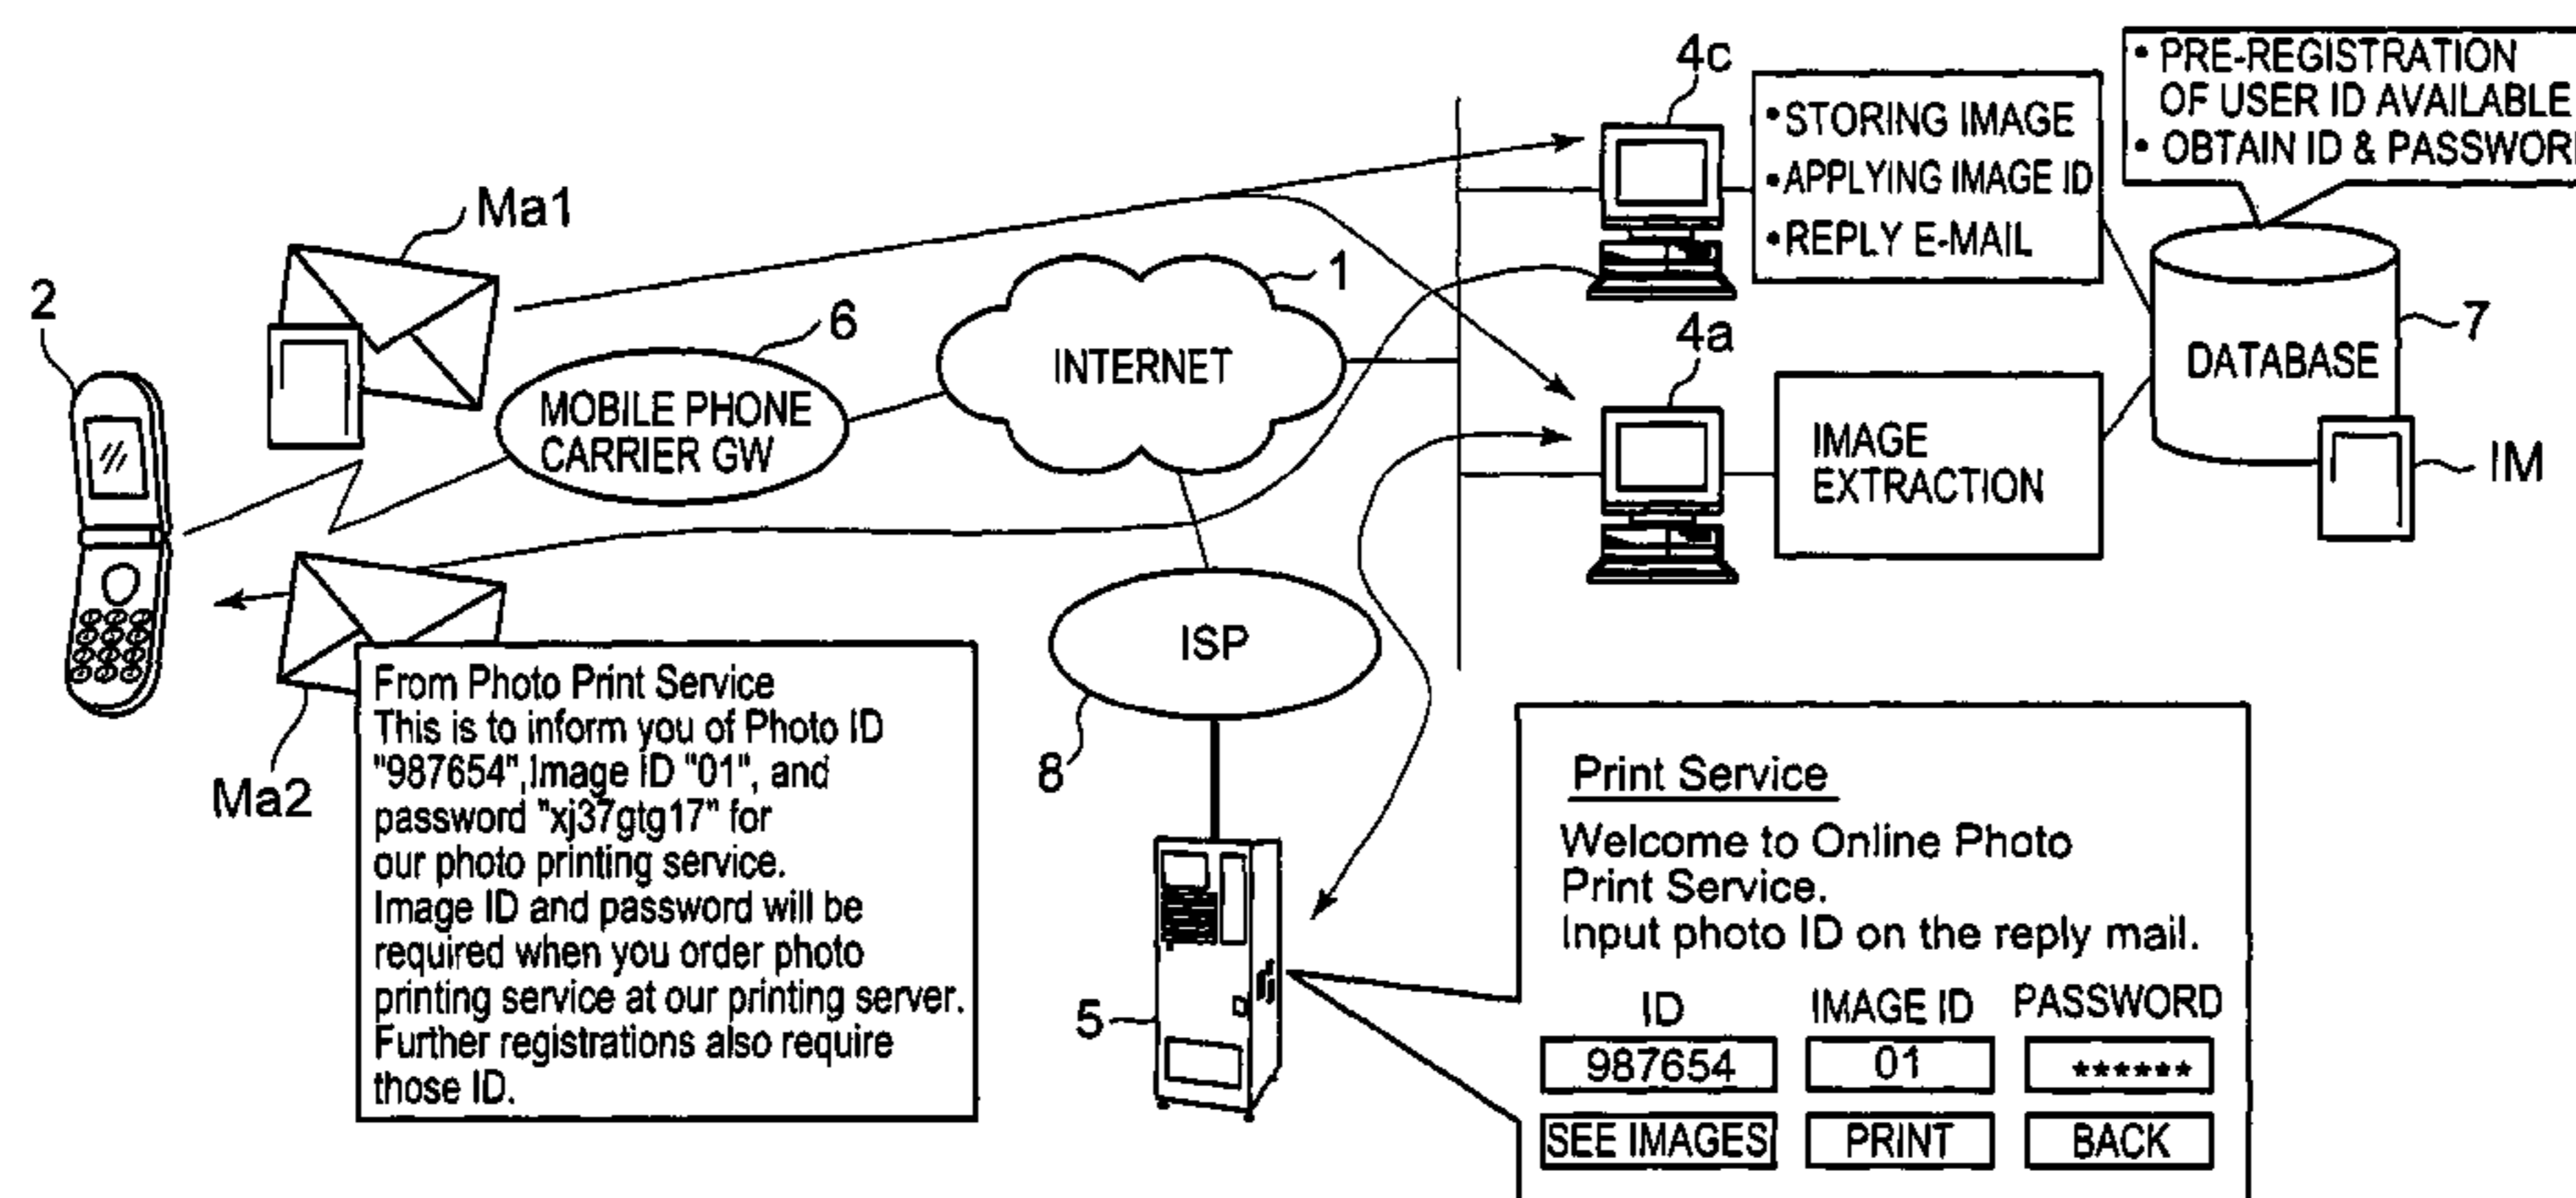 4c
• PRE-REGISTRATION
OF USER ID AVAILABLE
• OBTAIN ID &
•STORING IMAGE
•APPLYING IMAGE ID
•REPLY E-MAIL
Ma1
1
2
6
4a
7
INTERNET
DATABASE
MOBILE PHONE
CARRIER GW
IMAGE
EXTRACTION
IM
ISP
8
Ma2
From Photo Print Service
This is to inform you of Photo ID
"987654",Image ID "01", and
password "xj37gtg17" for
our photo printing service.
Image ID and password will be
required when you order photo
printing service at our printing server.
Further registrations also require
those ID.
5
Print Service
Welcome to Online Photo
Print Service.
Input photo ID on the reply mail.
ID IMAGE ID PASSWORD
987654 01 ******
SEE IMAGES PRINT BACK